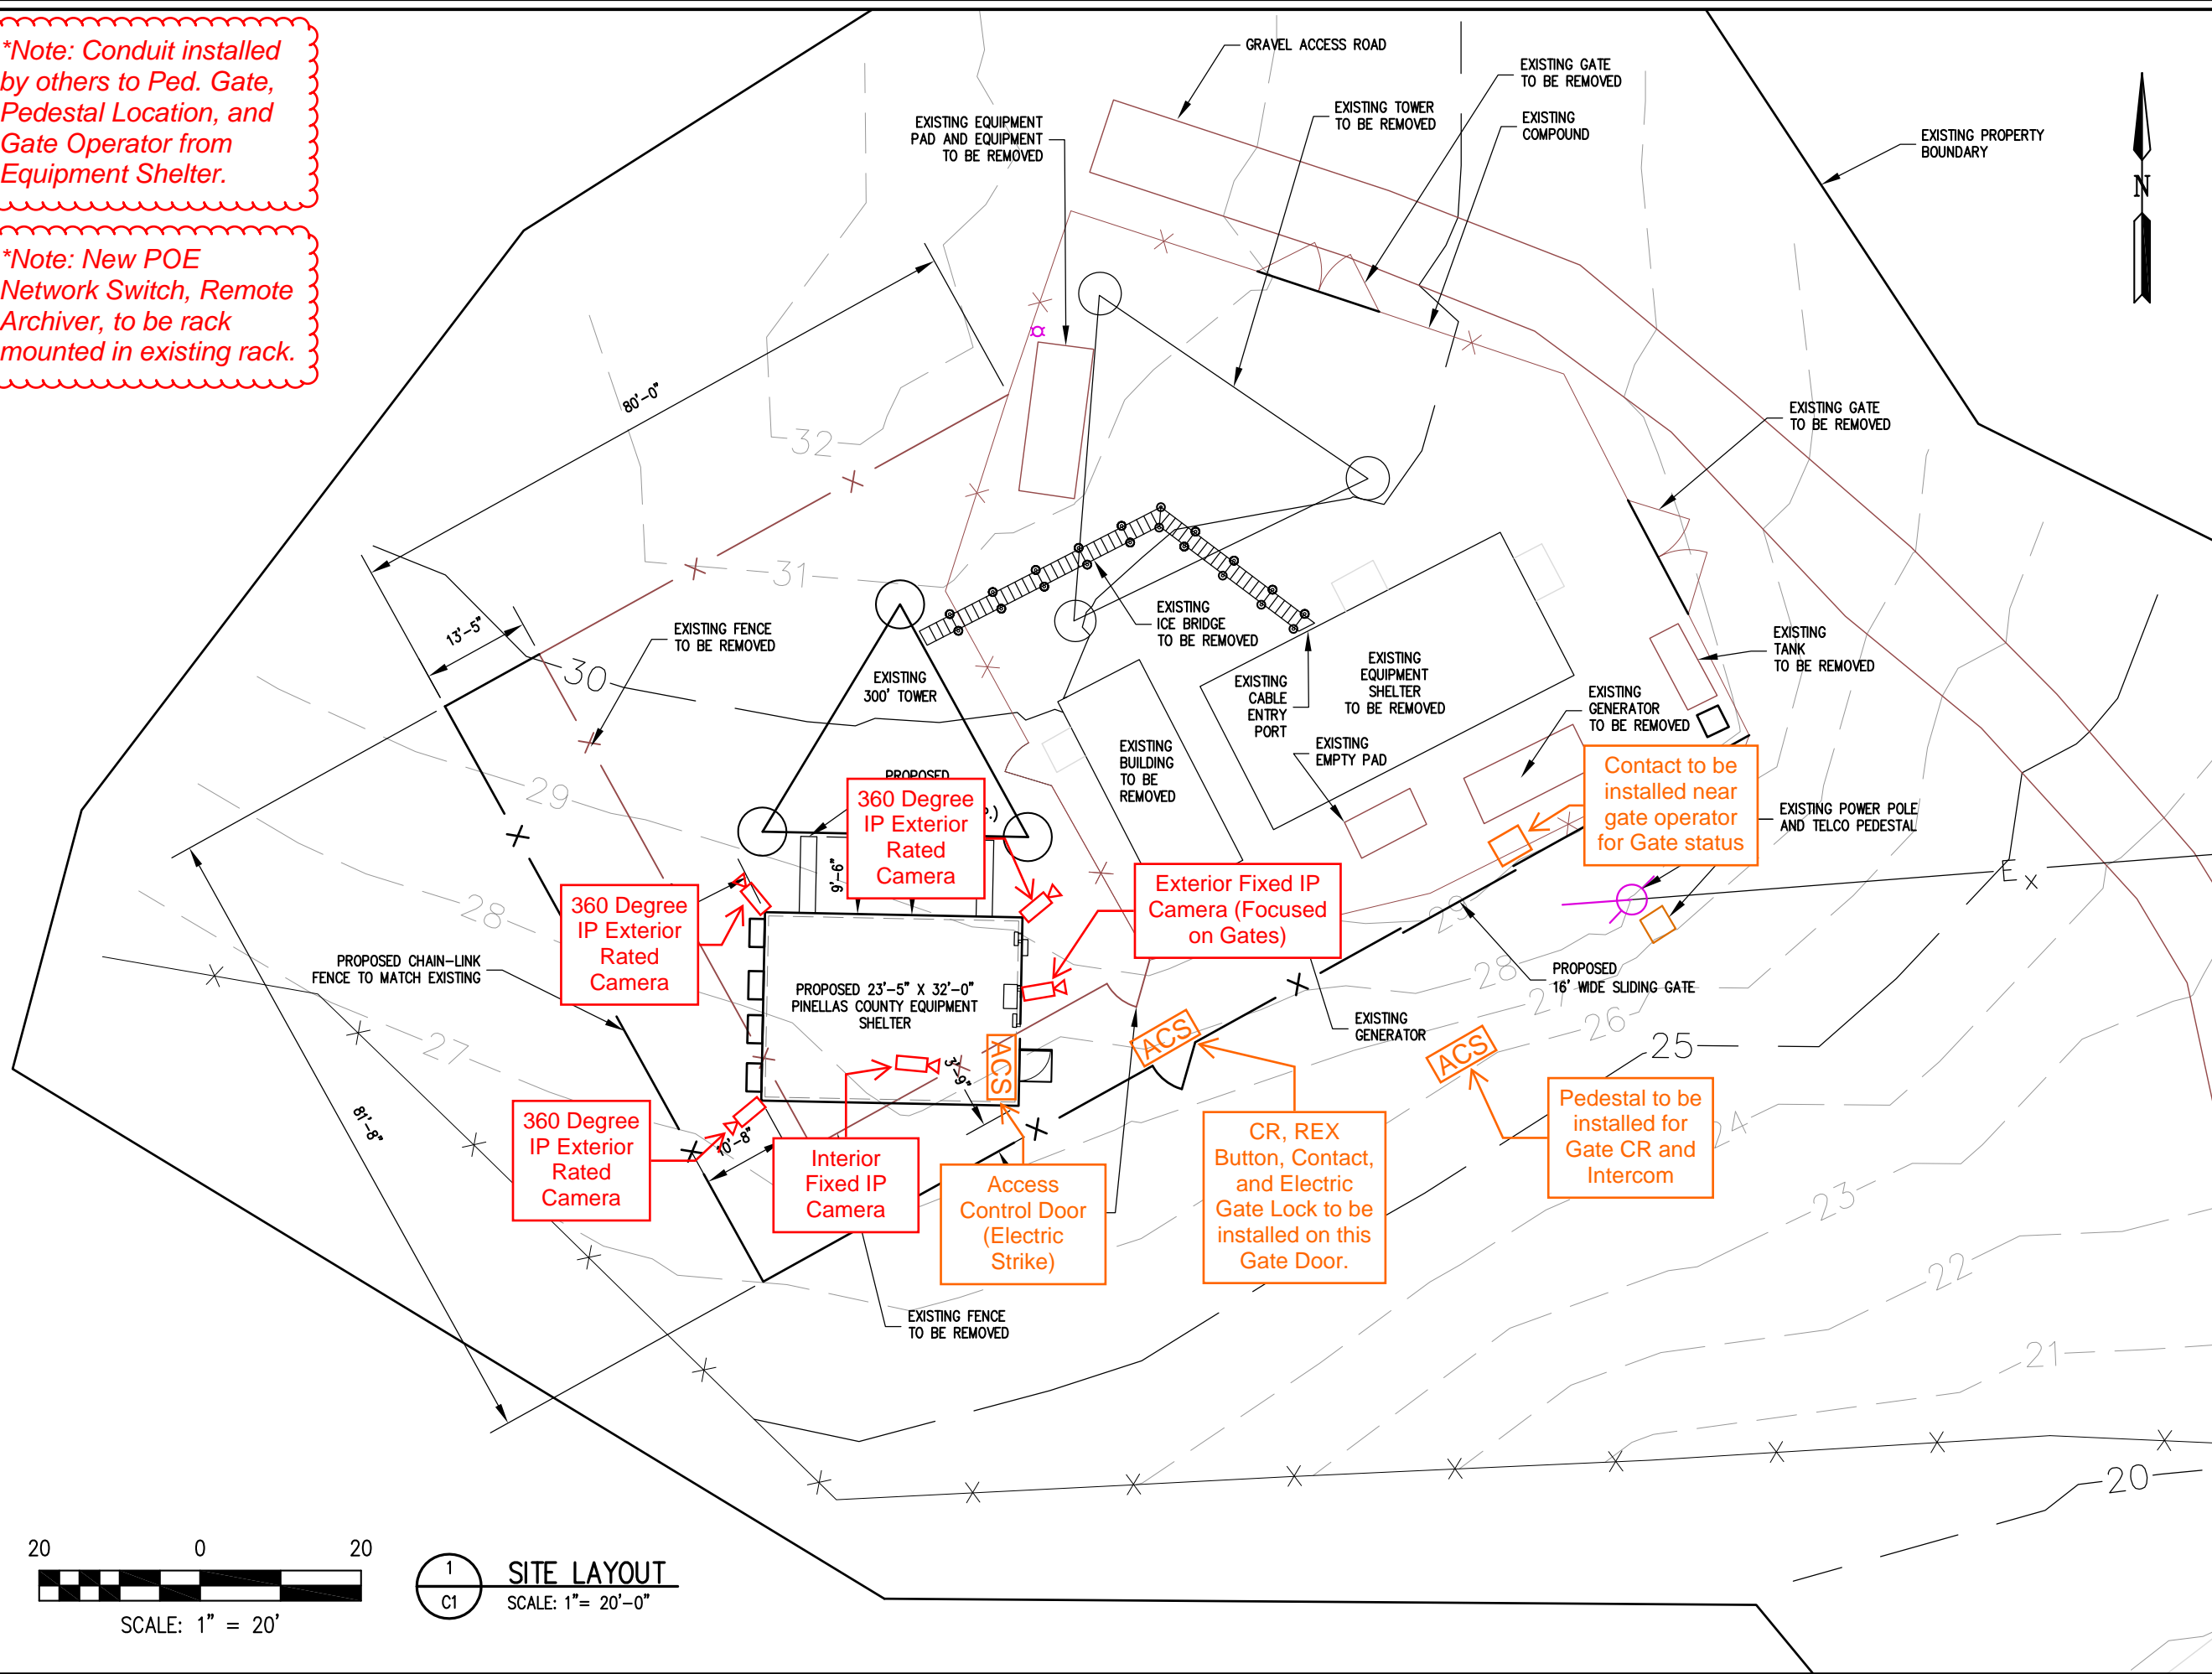 *Note: Conduit installed
by others to Ped. Gate,
Pedestal Location, and
Gate Operator from
Equipment Shelter.
*Note: New POE
Network Switch, Remote
Archiver, to be rack
mounted in existing rack.
GRAVEL ACCESS ROAD
EXISTING GATE
TO BE REMOVED
EXISTING TOWER
TO BE REMOVED
EXISTING
COMPOUND
EXISTING EQUIPMENT
PAD AND EQUIPMENT
TO BE REMOVED
EXISTING PROPERTY
BOUNDARY
N
80'-0"
32
EXISTING GATE
TO BE REMOVED
31
13'-5"
EXISTING FENCE
TO BE REMOVED
30
EXISTING
300' TOWER
EXISTING
ICE BRIDGE
TO BE REMOVED
EXISTING
CABLE
ENTRY
PORT
EXISTING
EQUIPMENT
SHELTER
TO BE REMOVED
EXISTING
TANK
TO BE REMOVED
EXISTING
GENERATOR
TO BE REMOVED
EXISTING
BUILDING
TO BE
REMOVED
EXISTING
EMPTY PAD
Contact to be
installed near
gate operator
for Gate status
EXISTING POWER POLE
AND TELCO PEDESTAL
29
PROPOSED
.)
360 Degree
IP Exterior
Rated
Camera
9'-6"
360 Degree
IP Exterior
Rated
Camera
Exterior Fixed IP
Camera (Focused
on Gates)
E
X
28
29
PROPOSED CHAIN-LINK
FENCE TO MATCH EXISTING
PROPOSED 23'-5" X 32'-0"
PINELLAS COUNTY EQUIPMENT
SHELTER
28
PROPOSED
16' WIDE SLIDING GATE
27
27
26
25
EXISTING
GENERATOR
ACS
ACS
ACS
3'-9"
81'-8"
360 Degree
IP Exterior
Rated
Camera
10'-8"
Interior
Fixed IP
Camera
Access
Control Door
(Electric
Strike)
CR, REX
Button, Contact,
and Electric
Gate Lock to be
installed on this
Gate Door.
Pedestal to be
installed for
Gate CR and
Intercom
24
23
22
21
20
EXISTING FENCE
TO BE REMOVED
20 0 20
SCALE: 1" = 20'
1
C1
SITE LAYOUT
SCALE: 1"= 20'-0"